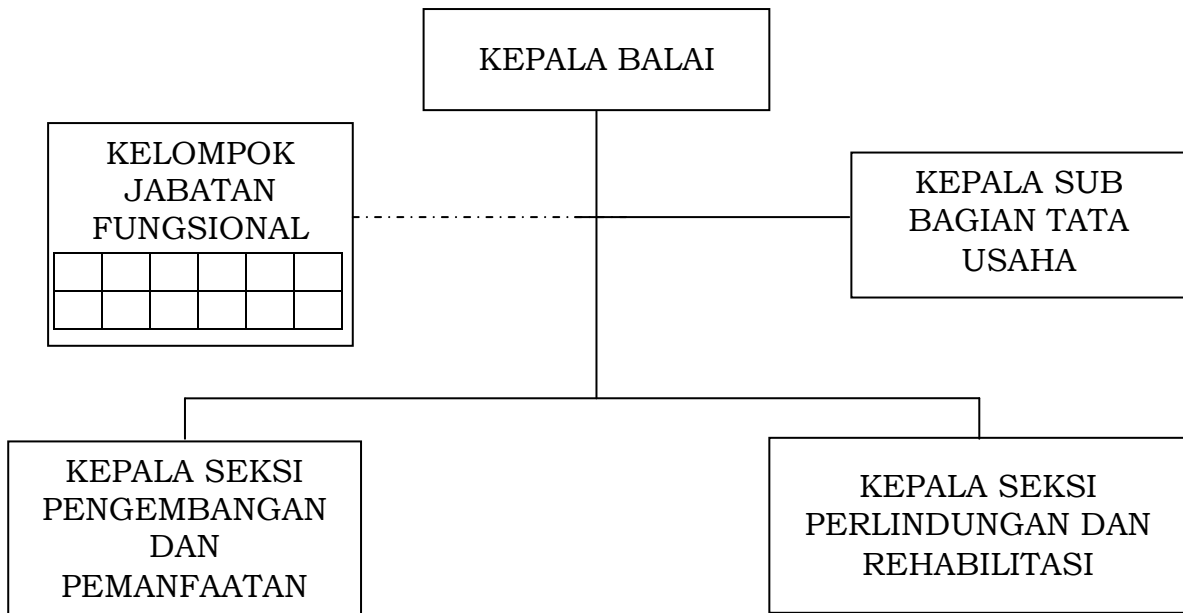 KEPALA BALAI
KELOMPOK
JABATAN
FUNGSIONAL
KEPALA SUB
BAGIAN TATA
USAHA
KEPALA SEKSI
PENGEMBANGAN
DAN
PEMANFAATAN
KEPALA SEKSI
PERLINDUNGAN DAN
REHABILITASI